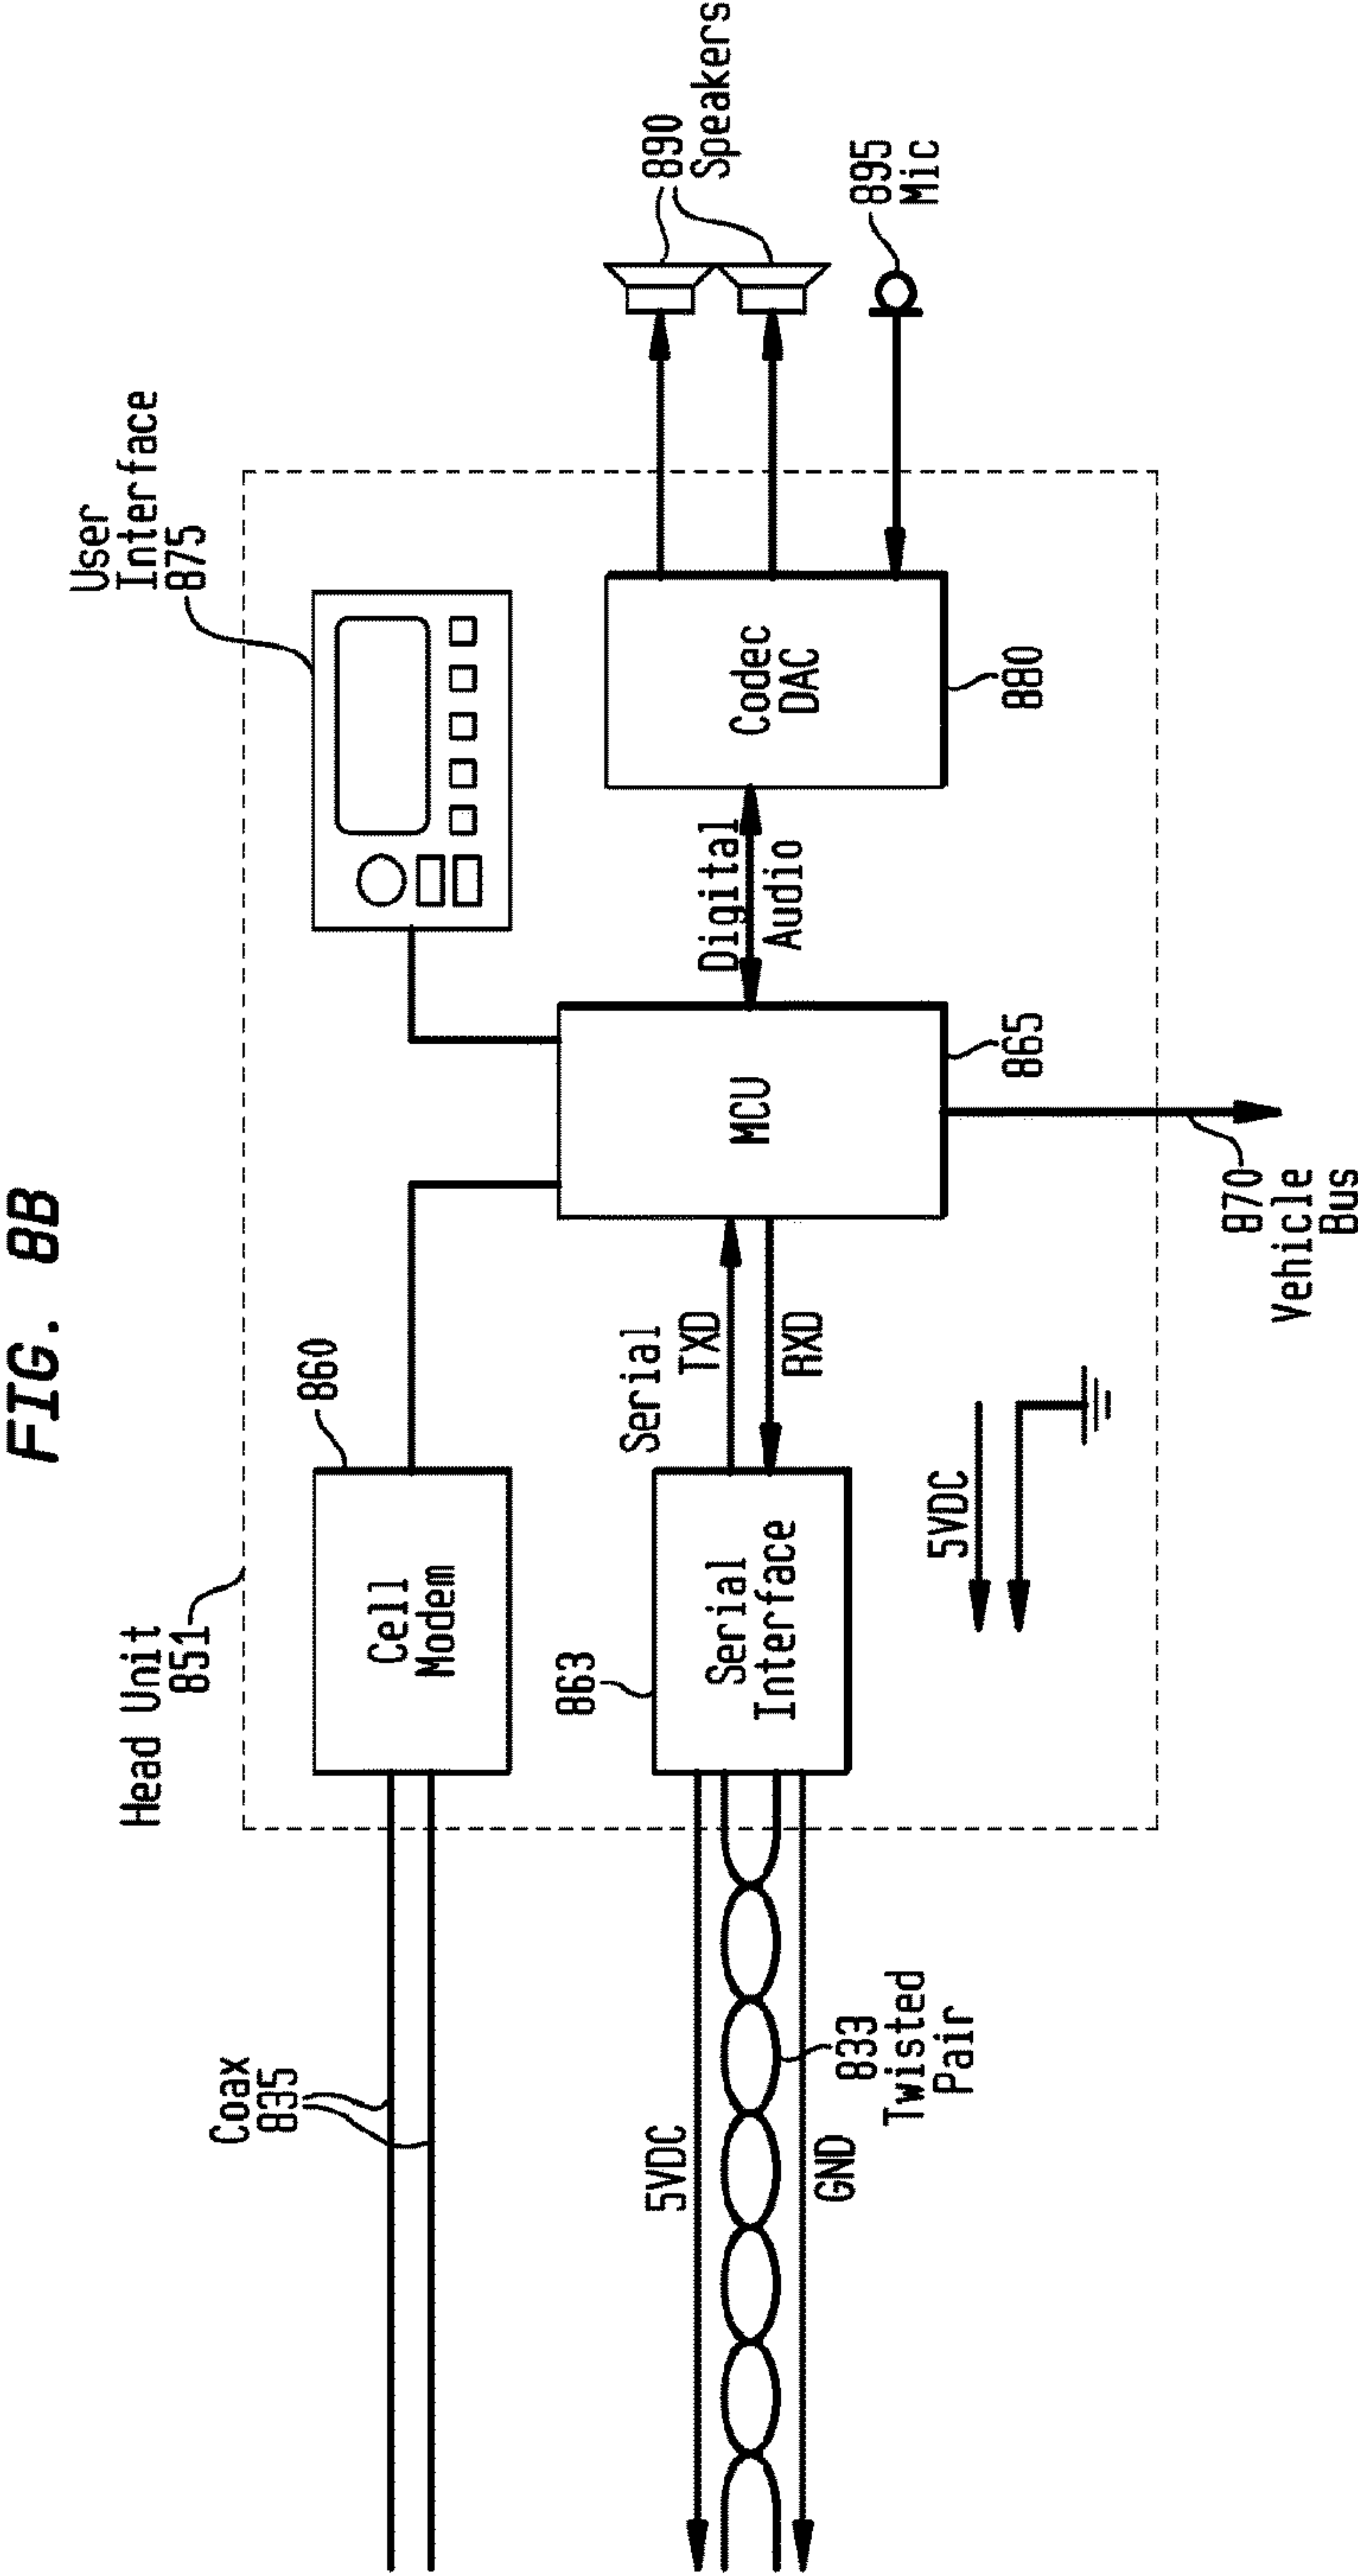 FIG. 8B
Head Unit
851
User
Interface
875
860
Coax
835
Cell
Modem
890
Speakers
863
Serial
TXD
RXD
Serial
Interface
MCU
Digital
Audio
Codec
DAC
895
Mic
5VDC
GND
833
Twisted
Pair
5VDC
865
880
870
Vehicle
Bus